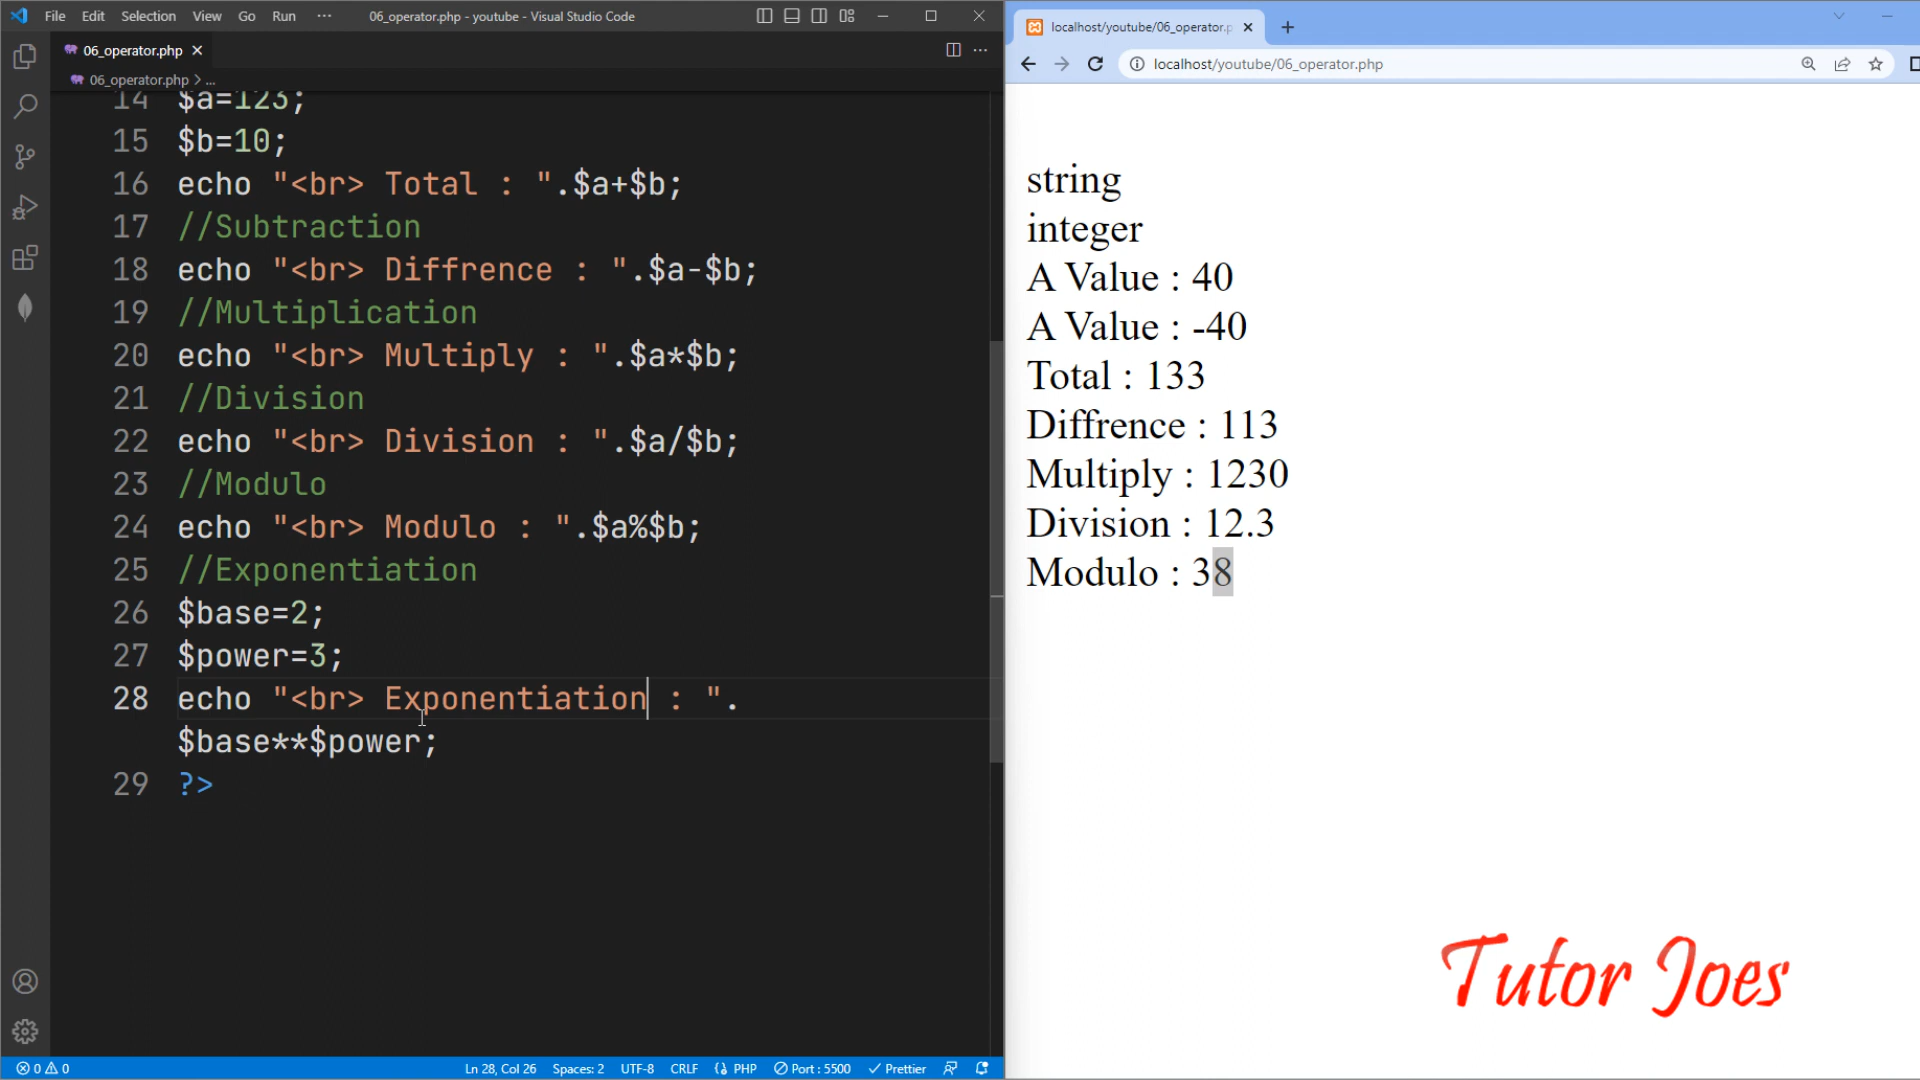 File Edit Selection View Go Run ··· 06_operator.php - youtube - Visual Studio Code
06_operator.php
06_operator.php > ...
14 $a=123;
15 $b=10;
16 echo "<br> Total : ".$a+$b;
17 //Subtraction
18 echo "<br> Diffrence : ".$a-$b;
19 //Multiplication
20 echo "<br> Multiply : ".$a*$b;
21 //Division
22 echo "<br> Division : ".$a/$b;
23 //Modulo
24 echo "<br> Modulo : ".$a%$b;
25 //Exponentiation
26 $base=2;
27 $power=3;
28 echo "<br> Exponentiation : ".
$base**$power;
29 ?>
0 0 Ln 28, Col 26 Spaces: 2 UTF-8 CRLF PHP Port : 5500 Prettier
localhost/youtube/06_operator.p
localhost/youtube/06_operator.php
string
integer
A Value : 40
A Value : -40
Total : 133
Diffrence : 113
Multiply : 1230
Division : 12.3
Modulo : 38
Tutor Joes